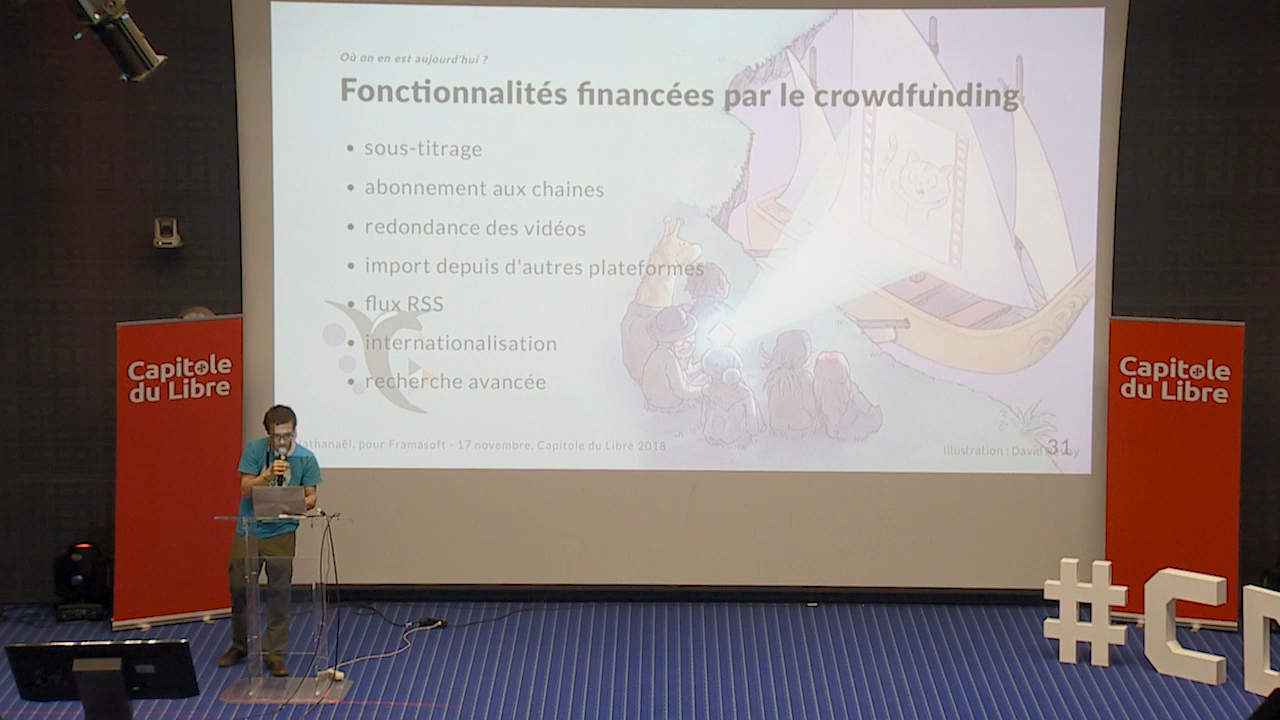 Où on en est aujourd'hui ?
Fonctionnalités financées par le crowdfunding
• sous-titrage
• abonnement aux chaines
• redondance des vidéos
• import depuis d'autres plateformes
• flux RSS
• internationalisation
• recherche avancée
Nathanaël, pour Framasoft - 17 novembre, Capitole du Libre 2018
Illustration : David
31
Capitole
du Libre
Capitole
du Libre
#C